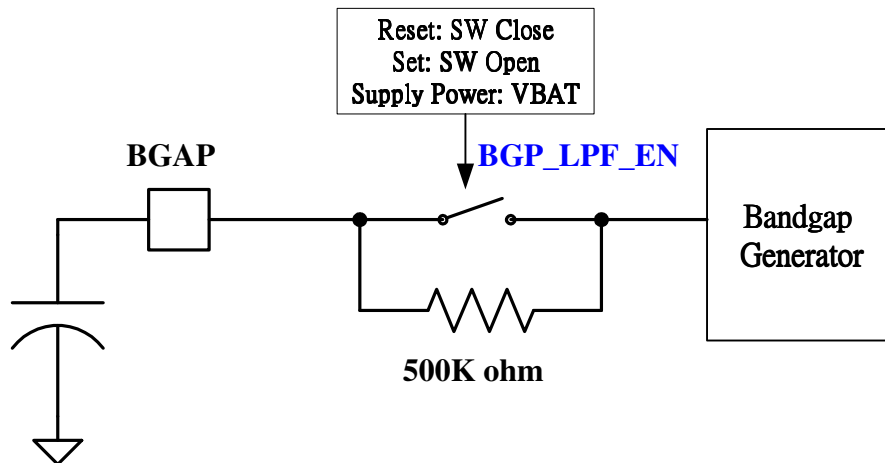 Reset: SW Close
Set: SW Open
Supply Power: VBAT
BGAP
BGP_LPF_EN
Bandgap
Generator
500K ohm